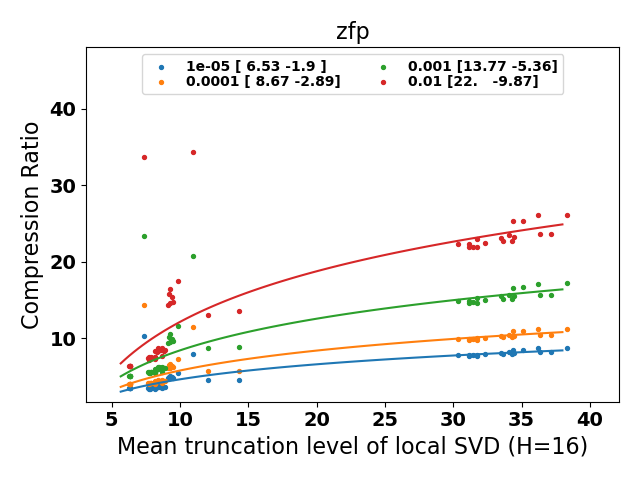 zfp
1e-05 [ 6.53 -1.9 ]
0.0001 [ 8.67 -2.89]
0.001 [13.77 -5.36]
0.01 [22.   -9.87]
Compression Ratio
40
30
20
10
5 10 15 20 25 30 35 40
Mean truncation level of local SVD (H=16)